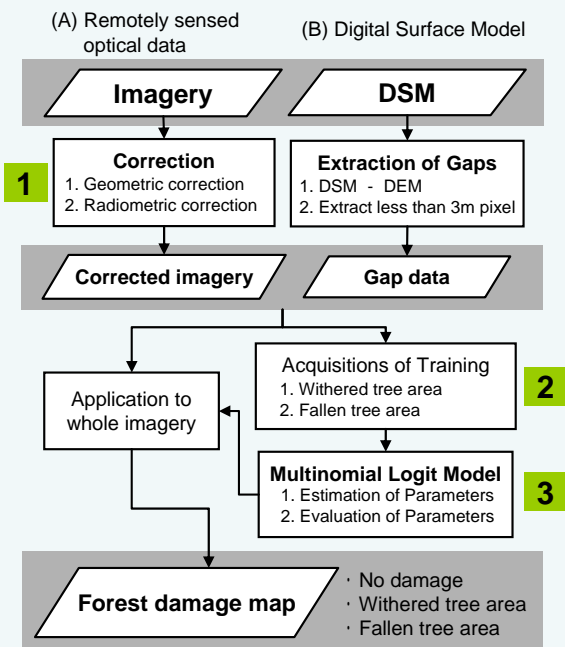 (A) Remotely sensed
optical data
(B) Digital Surface Model
Imagery
DSM
1
Correction
1. Geometric correction
2. Radiometric correction
Extraction of Gaps
1. DSM - DEM
2. Extract less than 3m pixel
Corrected imagery
Gap data
Application to
whole imagery
Acquisitions of Training
1. Withered tree area
2. Fallen tree area
2
Multinomial Logit Model
1. Estimation of Parameters
2. Evaluation of Parameters
3
Forest damage map
· No damage
· Withered tree area
· Fallen tree area